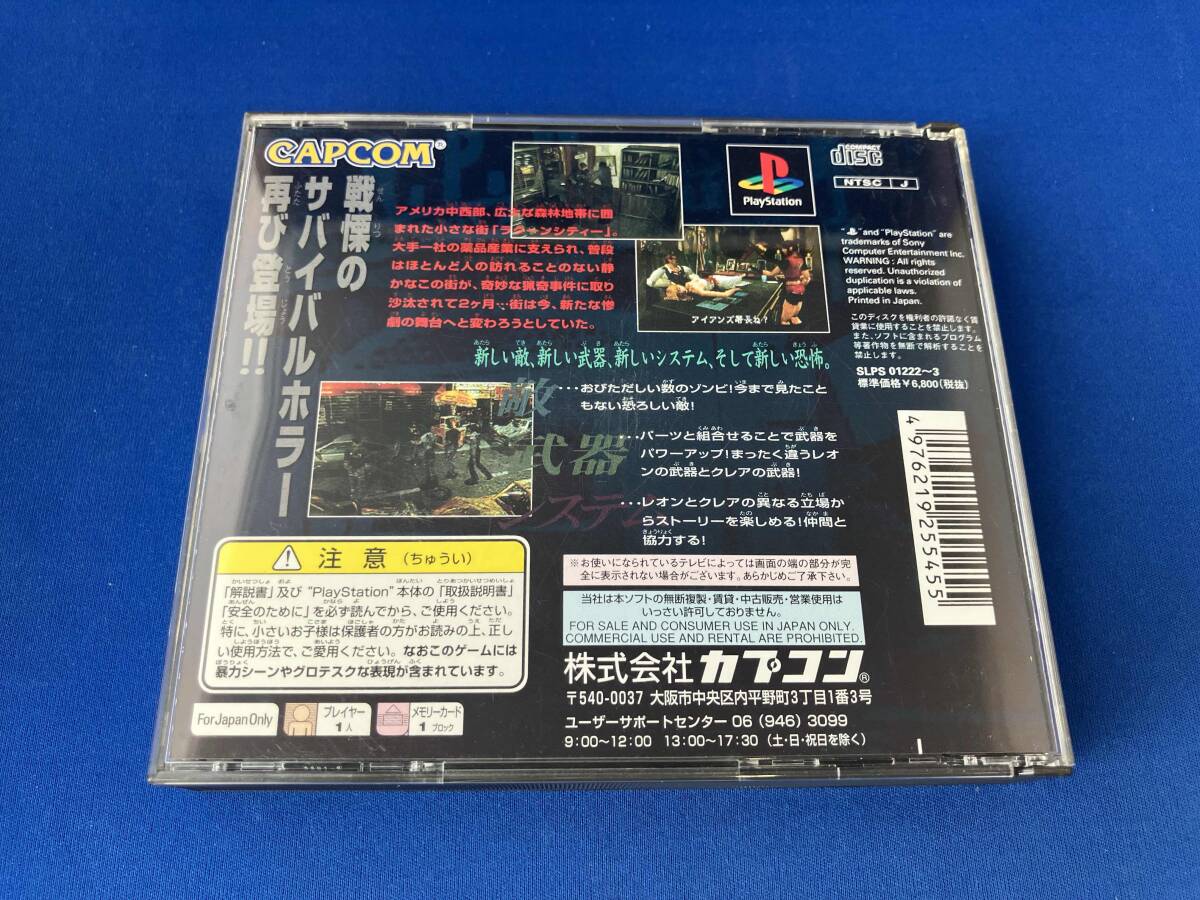 CAPCOM®
戦慄の
サバイバルホラー
再び登場!!
アメリカ中西部、広大な森林地帯に囲
まれた小さな街「ラクーンシティー」。
大手一社の薬品産業に支えられ、普段
はほとんど人の訪れることのない静
かなこの街が、奇妙な猟奇事件に取り
沙汰されて2ヶ月…街は今、新たな惨
劇の舞台へと変わろうとしていた。
アイアンズ署長ね?
新しい敵、新しい武器、新しいシステム、そして新しい恐怖。
敵
…おびただしい数のゾンビ!今まで見たこと
もない恐ろしい敵!
武器
…パーツと組合せることで武器を
パワーアップ!まったく違うレオ
ンの武器とクレアの武器!
システム
…レオンとクレアの異なる立場か
らストーリーを楽しめる!仲間と
協力する!
PlayStation
COMPACT
disc
NTSC J
" " and "PlayStation" are
trademarks of Sony
Computer Entertainment Inc.
WARNING : All rights
reserved. Unauthorized
duplication is a violation of
applicable laws.
Printed in Japan.
このディスクを権利者の許諾なく賃
貸業に使用することを禁止します。
また、ソフトに含まれるプログラム
等著作物を無断で解析することを
禁止します。
SLPS 01222~3
標準価格¥6,800(税抜)
4976219255455
注意(ちゅうい)
「解説書」及び"PlayStation"本体の「取扱説明書」
「安全のために」を必ず読んでから、ご使用ください。
特に、小さいお子様は保護者の方がお読みの上、正し
い使用方法で、ご愛用ください。なおこのゲームには
暴力シーンやグロテスクな表現が含まれています。
For Japan Only
プレイヤー
1人
メモリーカード
1ブロック
※お使いになられているテレビによっては画面の端の部分が完
全に表示されない場合がございます。あらかじめご了承下さい。
当社は本ソフトの無断複製・賃貸・中古販売・営業使用は
いっさい許可しておりません。
FOR SALE AND CONSUMER USE IN JAPAN ONLY.
COMMERCIAL USE AND RENTAL ARE PROHIBITED.
株式会社カプコン®
〒540-0037 大阪市中央区内平野町3丁目1番3号
ユーザーサポートセンター 06 (946) 3099
9:00~12:00 13:00~17:30 (土・日・祝日を除く)